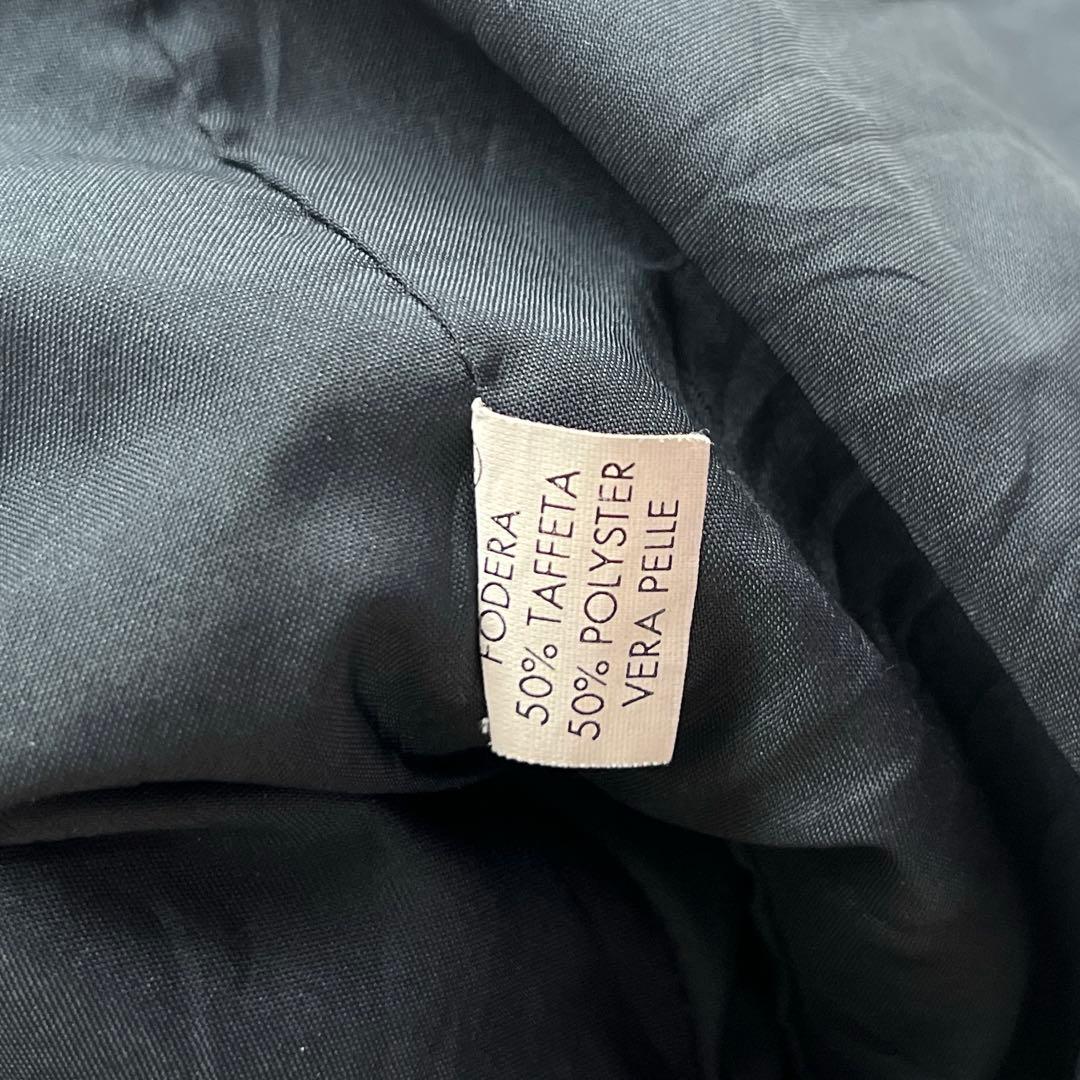 FODERA
50% TAFFETA
50% POLYSTER
VERA PELLE